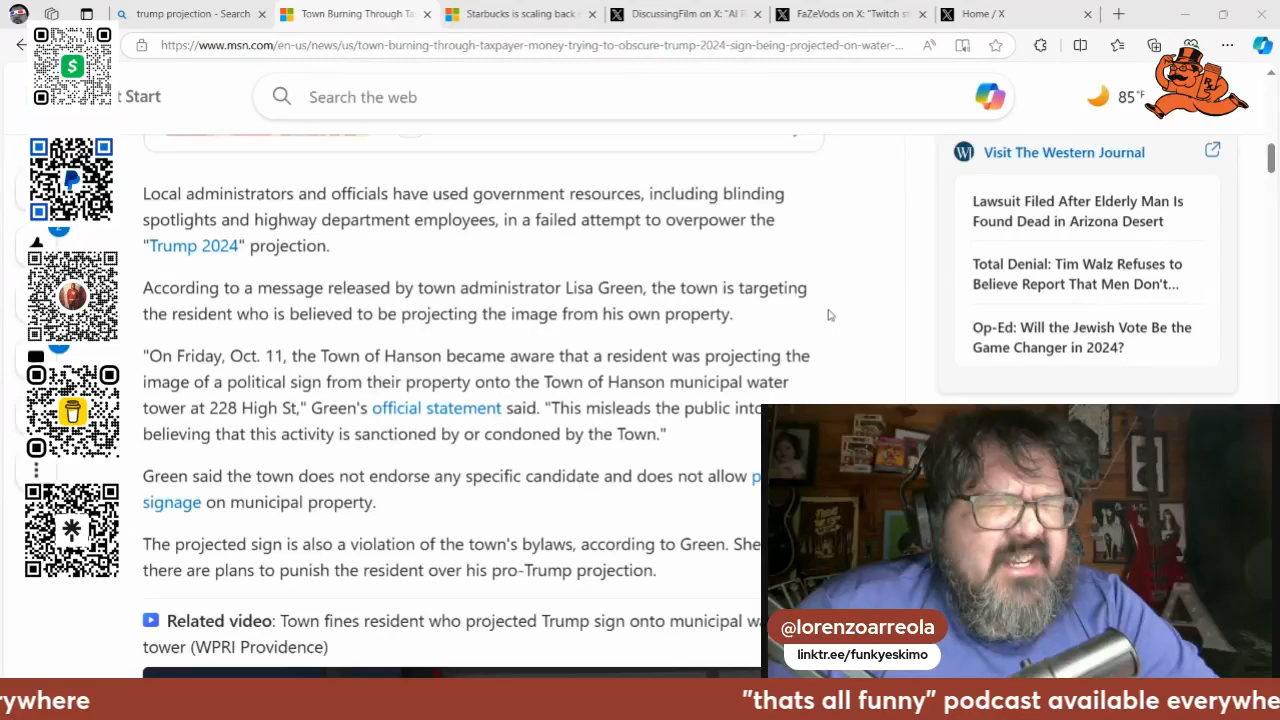 trump projection - Search
Town Burning Through Ta
Starbucks is scaling back
DiscussingFilm on X: "AI P
FaZeVods on X: "Twitch st
Home / X
https://www.msn.com/en-us/news/us/town-burning-through-taxpayer-money-trying-to-obscure-trump-2024-sign-being-projected-on-water-...
t Start
Search the web
85°F
Visit The Western Journal
Lawsuit Filed After Elderly Man Is
Found Dead in Arizona Desert
Total Denial: Tim Walz Refuses to
Believe Report That Men Don't...
Op-Ed: Will the Jewish Vote Be the
Game Changer in 2024?
Local administrators and officials have used government resources, including blinding
spotlights and highway department employees, in a failed attempt to overpower the
"Trump 2024" projection.
According to a message released by town administrator Lisa Green, the town is targeting
the resident who is believed to be projecting the image from his own property.
"On Friday, Oct. 11, the Town of Hanson became aware that a resident was projecting the
image of a political sign from their property onto the Town of Hanson municipal water
tower at 228 High St," Green's official statement said. "This misleads the public into
believing that this activity is sanctioned by or condoned by the Town."
Green said the town does not endorse any specific candidate and does not allow p
signage on municipal property.
The projected sign is also a violation of the town's bylaws, according to Green. She
there are plans to punish the resident over his pro-Trump projection.
Related video: Town fines resident who projected Trump sign onto municipal wa
tower (WPRI Providence)
@lorenzoarreola
linktr.ee/funkyeskimo
rywhere
"thats all funny" podcast available everywhe